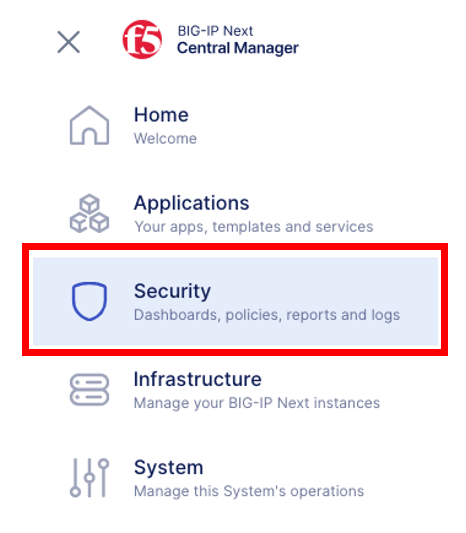 f5
BIG-IP Next
Central Manager
Home
Welcome
Applications
Your apps, templates and services
Security
Dashboards, policies, reports and logs
Infrastructure
Manage your BIG-IP Next instances
System
Manage this System's operations